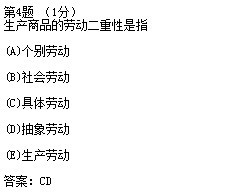 第4题 (1分)
生产商品的劳动二重性是指
(A)个别劳动
(B)社会劳动
(C)具体劳动
(D)抽象劳动
(E)生产劳动
答案：CD